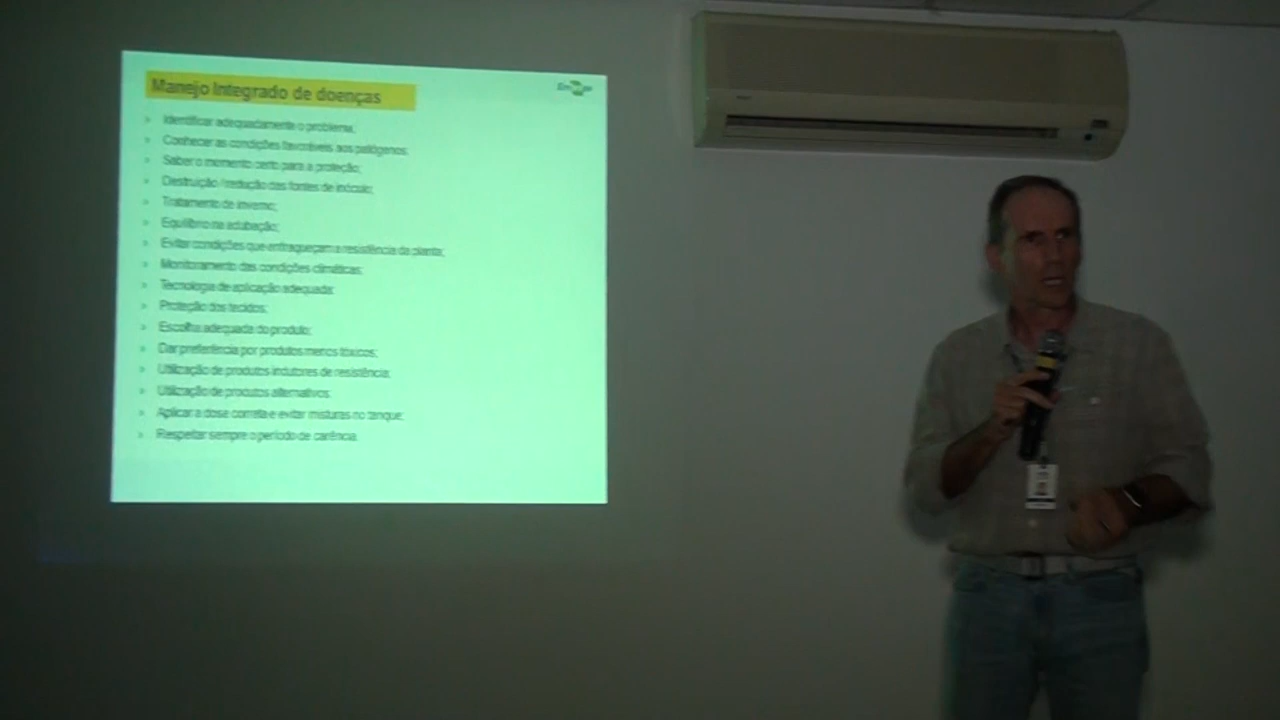 Manejo Integrado de doenças
Embrapa
Identificar adequadamente o problema;
Conhecer as condições favoráveis aos patógenos;
Saber o momento certo para a proteção;
Destruição / redução das fontes de inóculo;
Tratamento de inverno;
Equilíbrio na adubação;
Evitar condições que enfraqueçam a resistência da planta;
Monitoramento das condições climáticas;
Tecnologia de aplicação adequada;
Proteção dos tecidos;
Escolha adequada do produto;
Dar preferência por produtos menos tóxicos;
Utilização de produtos indutores de resistência;
Utilização de produtos alternativos;
Aplicar a dose correta e evitar misturas no tanque;
Respeitar sempre o período de carência.